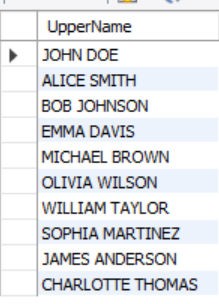 UpperName
JOHN DOE
ALICE SMITH
BOB JOHNSON
EMMA DAVIS
MICHAEL BROWN
OLIVIA WILSON
WILLIAM TAYLOR
SOPHIA MARTINEZ
JAMES ANDERSON
CHARLOTTE THOMAS